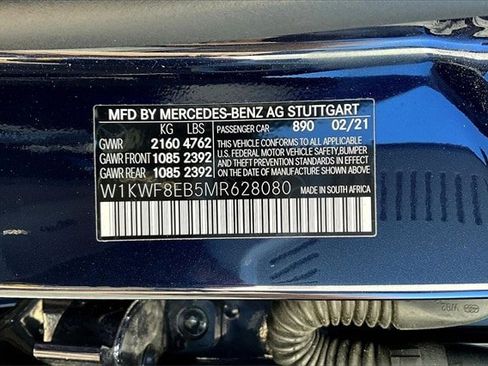 MFD BY MERCEDES-BENZ AG STUTTGART
KG LBS PASSENGER CAR 890 02/21
GVWR 2160 4762
GAWR FRONT 1085 2392
GAWR REAR 1085 2392
THIS VEHICLE CONFORMS TO ALL APPLICABLE
U.S. FEDERAL MOTOR VEHICLE SAFETY,BUMPER
AND THEFT PREVENTION STANDARDS IN EFFECT ON THE
DATE OF MANUFACTURE SHOWN ABOVE.
W1KWF8EB5MR628080 MADE IN SOUTH AFRICA